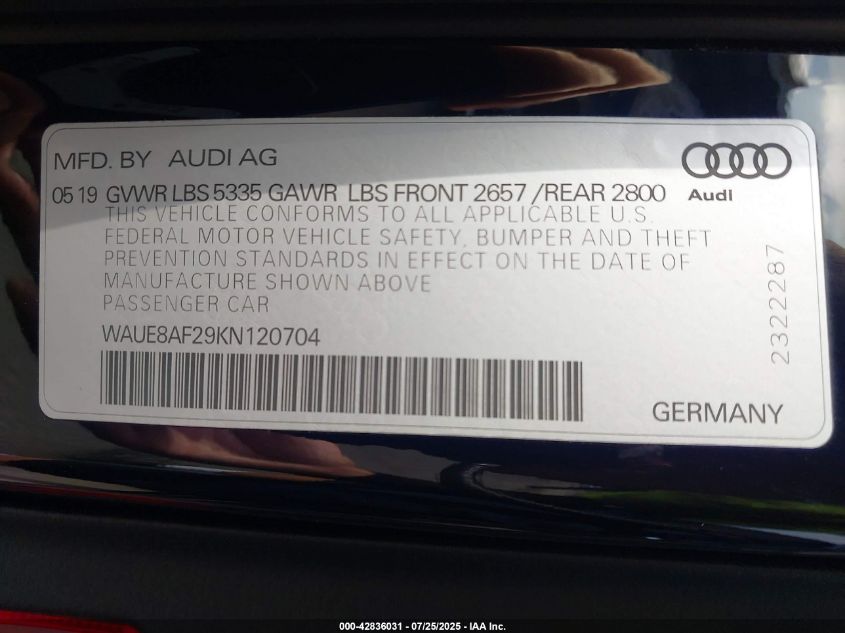 MFD. BY AUDI AG
05 19 GVWR LBS 5335 GAWR LBS FRONT 2657 /REAR 2800
Audi
THIS VEHICLE CONFORMS TO ALL APPLICABLE U.S.
FEDERAL MOTOR VEHICLE SAFETY, BUMPER AND THEFT
PREVENTION STANDARDS IN EFFECT ON THE DATE OF
MANUFACTURE SHOWN ABOVE
PASSENGER CAR
WAUE8AF29KN120704
23222287
GERMANY
000-42836031 - 07/25/2025 - IAA Inc.